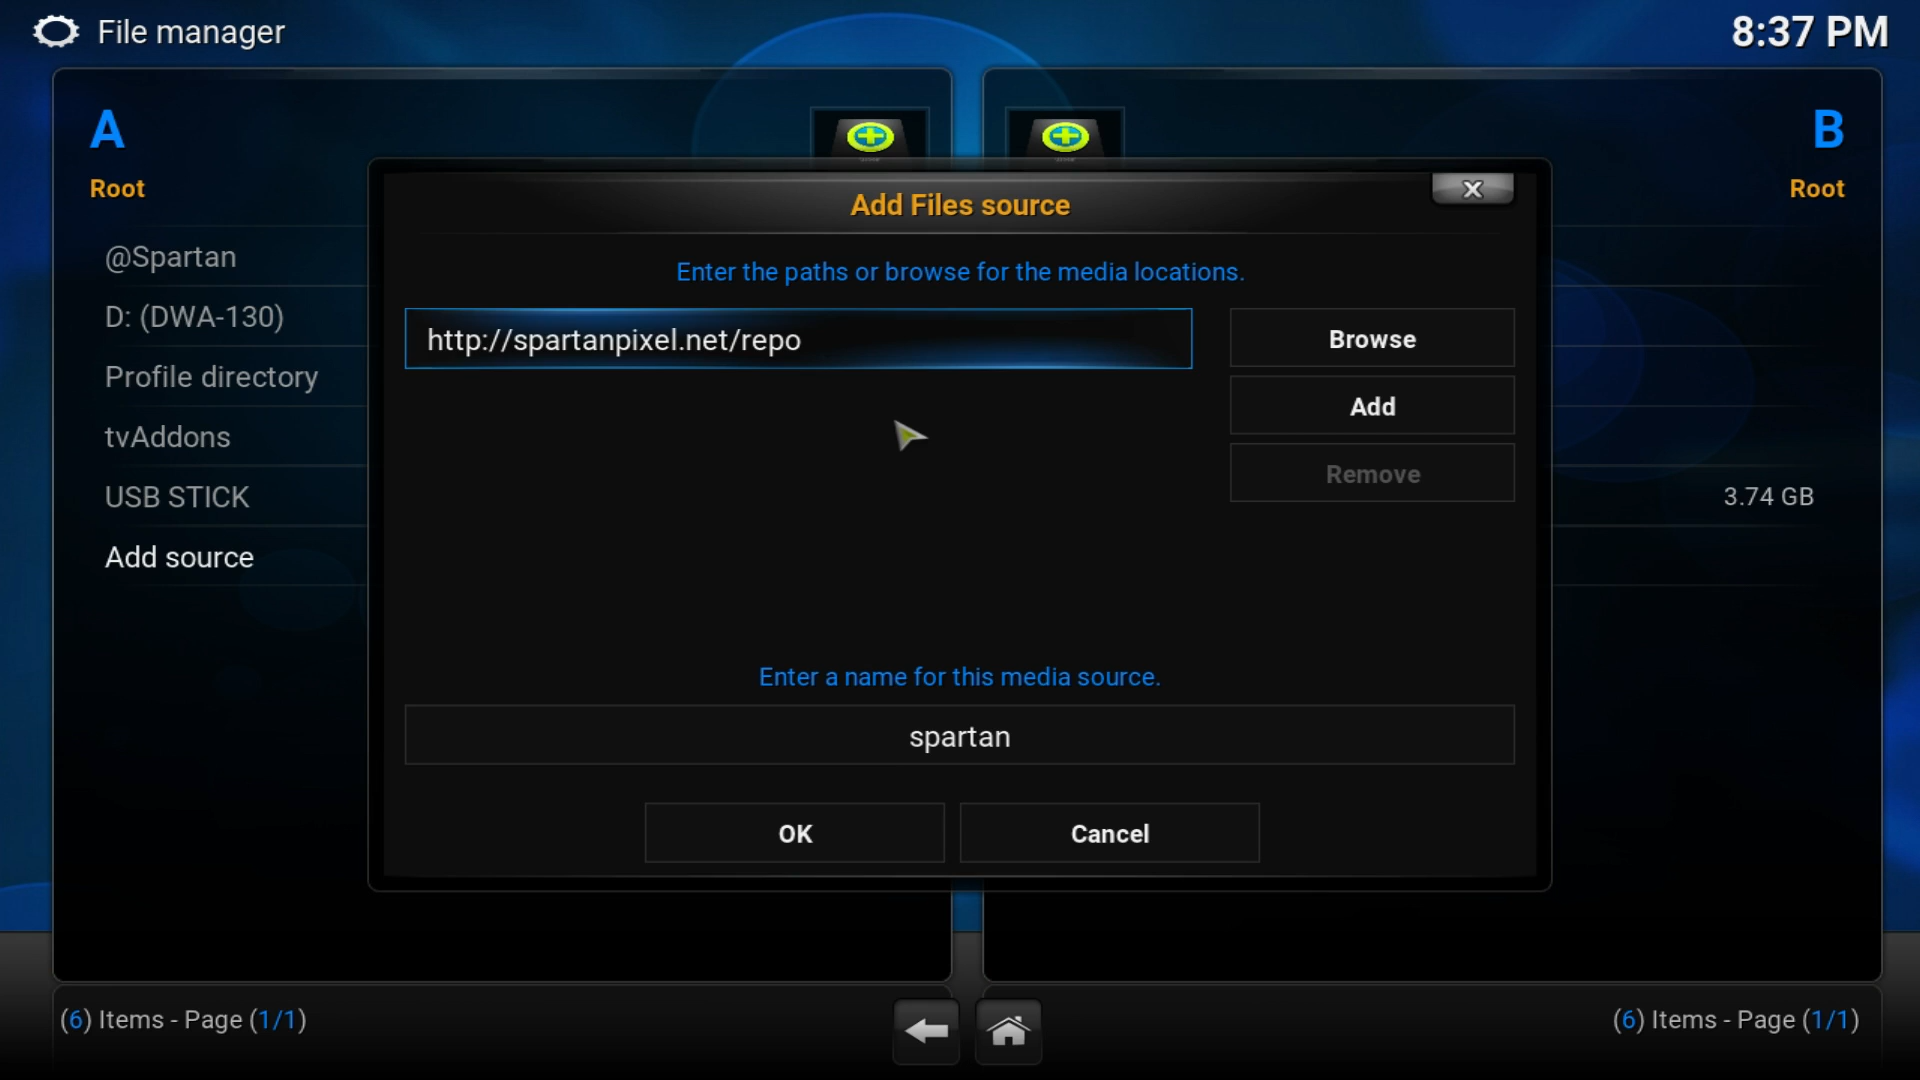 File manager
8:37 PM
A
B
Root
Root
@Spartan
D: (DWA-130)
Profile directory
tvAddons
USB STICK
3.74 GB
Add source
Add Files source
Enter the paths or browse for the media locations.
http://spartanpixel.net/repo
Browse
Add
Remove
Enter a name for this media source.
spartan
OK
Cancel
(6) Items - Page (1/1)
(6) Items - Page (1/1)